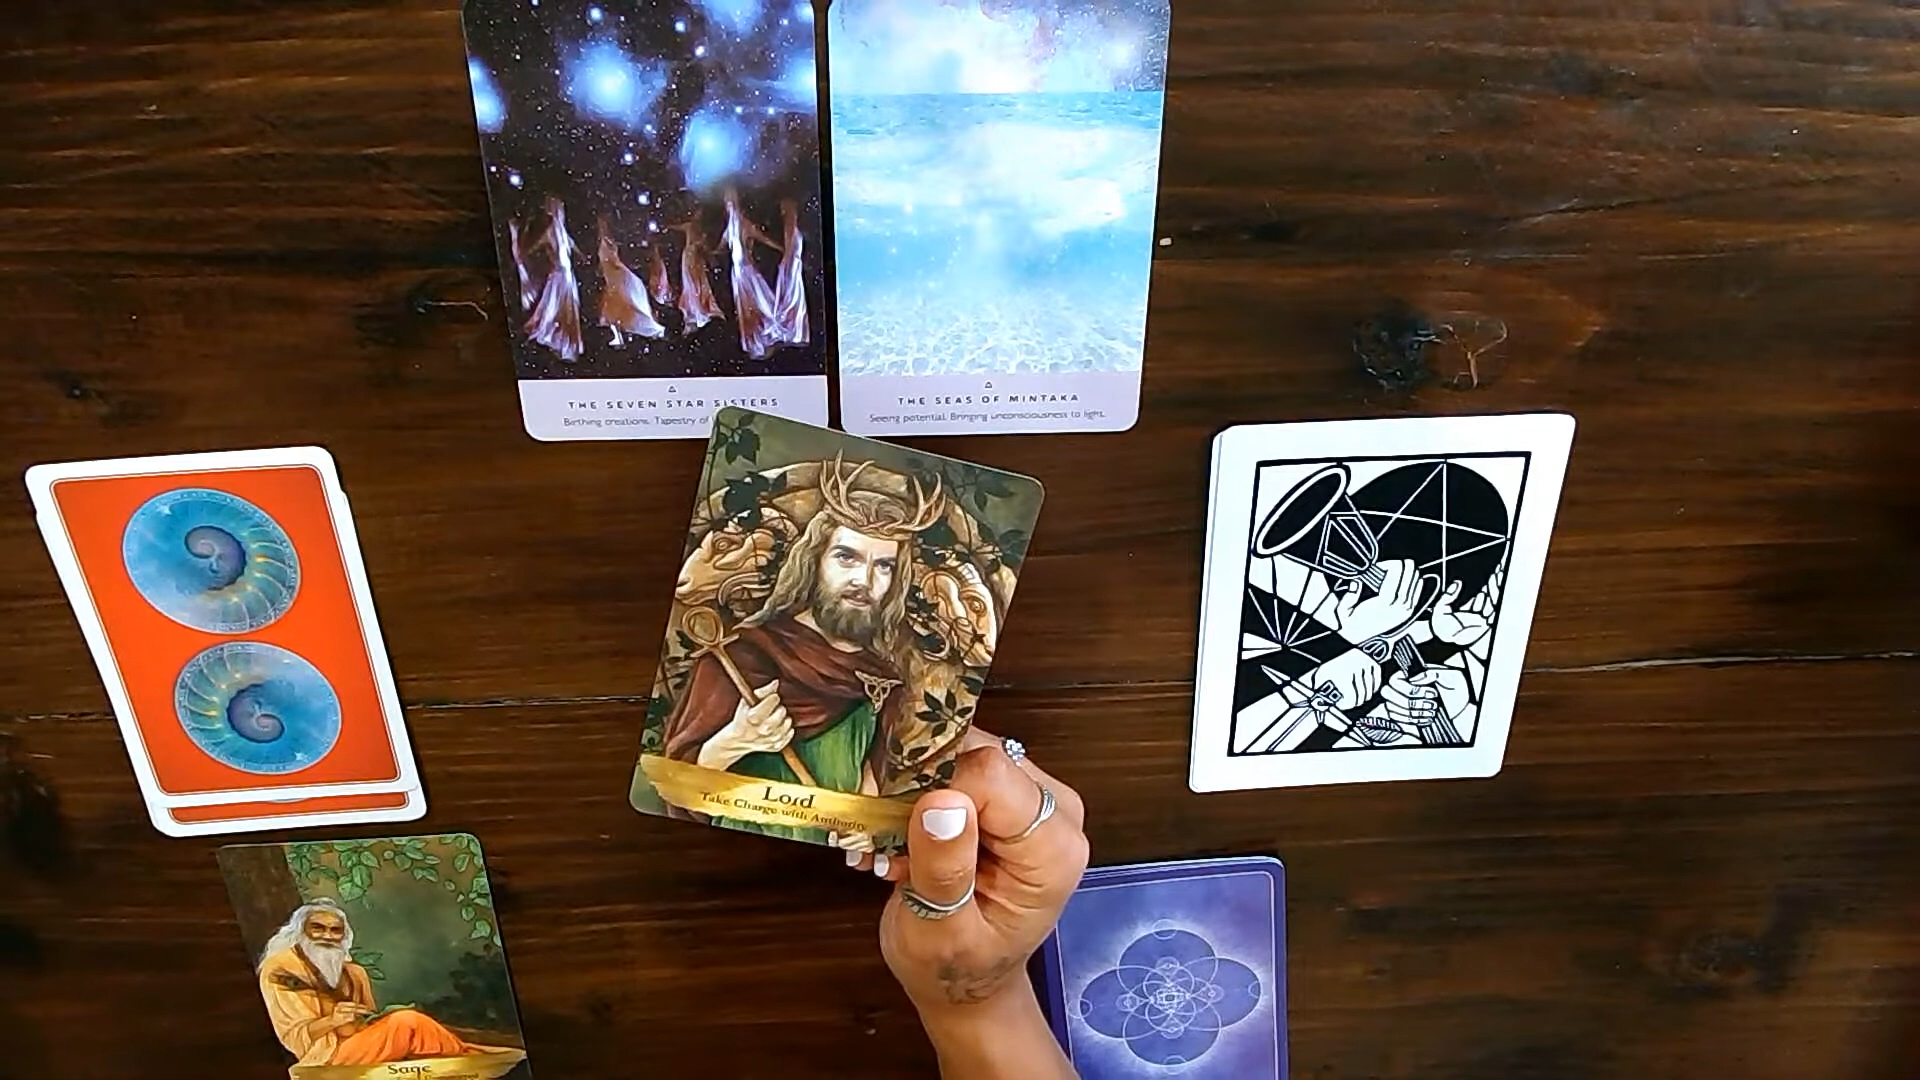 THE SEVEN STAR SISTERS
Birthing creations. Tapestry of
THE SEAS OF MINTAKA
Seeing potential. Bringing unconsciousness to light.
Lord
Take Charge with Authority
Sage